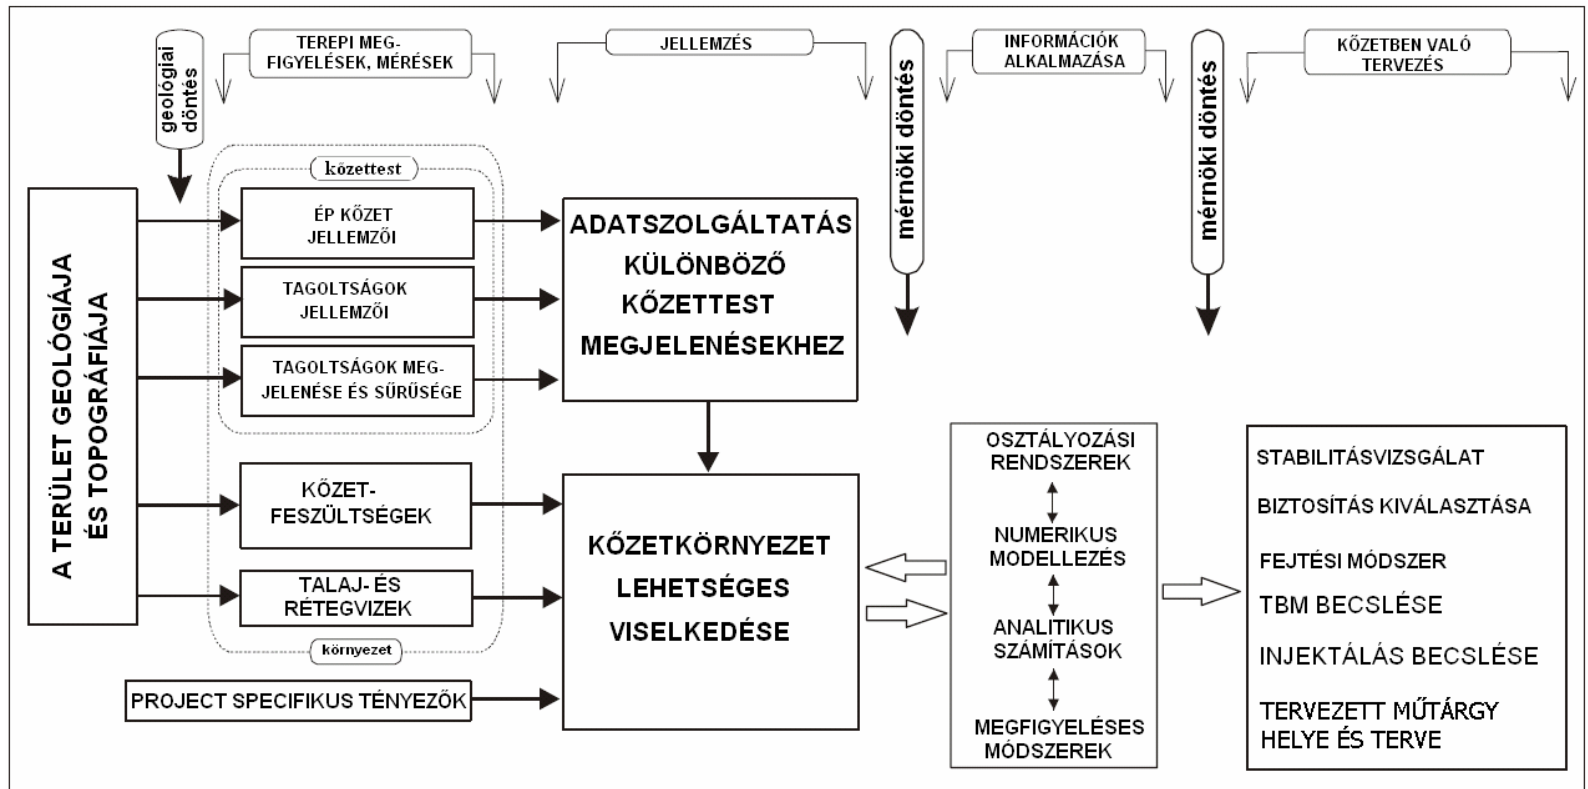 geológiai
döntés
TEREPI MEG-
FIGYELÉSEK, MÉRÉSEK
JELLEMZÉS
mérnöki döntés
INFORMÁCIÓK
ALKALMAZÁSA
mérnöki döntés
KŐZETBEN VALÓ
TERVEZÉS
A TERÜLET GEOLÓGIÁJA
ÉS TOPOGRÁFIÁJA
kőzettest
ÉP KŐZET
JELLEMZŐI
TAGOLTSÁGOK
JELLEMZŐI
TAGOLTSÁGOK MEG-
JELENÉSE ÉS SŰRŰSÉGE
KŐZET-
FESZÜLTSÉGEK
TALAJ- ÉS
RÉTEGVIZEK
környezet
PROJECT SPECIFIKUS TÉNYEZŐK
ADATSZOLGÁLTATÁS
KÜLÖNBÖZŐ
KŐZETTEST
MEGJELENÉSEKHEZ
KŐZETKÖRNYEZET
LEHETSÉGES
VISELKEDÉSE
OSZTÁLYOZÁSI
RENDSZEREK
NUMERIKUS
MODELLEZÉS
ANALITIKUS
SZÁMÍTÁSOK
MEGFIGYELÉSES
MÓDSZEREK
STABILITÁSVIZSGÁLAT
BIZTOSÍTÁS KIVÁLASZTÁSA
FEJTÉSI MÓDSZER
TBM BECSLÉSE
INJEKTÁLÁS BECSLÉSE
TERVEZETT MŰTÁRGY
HELYE ÉS TERVE